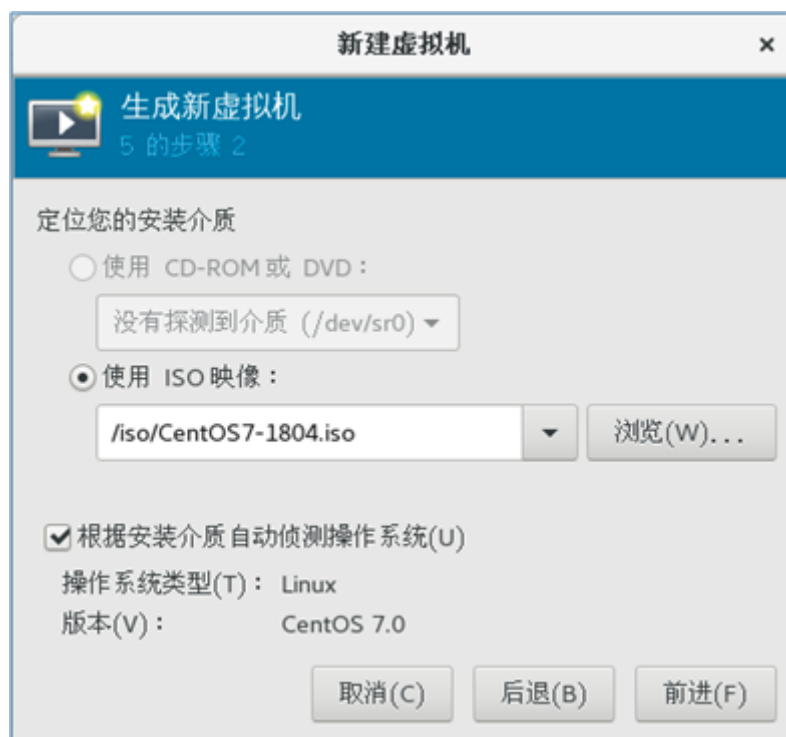 新建虚拟机 ×
生成新虚拟机
5 的步骤 2
定位您的安装介质
使用 CD-ROM 或 DVD：
没有探测到介质 (/dev/sr0)
使用 ISO 映像：
/iso/CentOS7-1804.iso 浏览(W)...
根据安装介质自动侦测操作系统(U)
操作系统类型(T)： Linux
版本(V)： CentOS 7.0
取消(C) 后退(B) 前进(F)